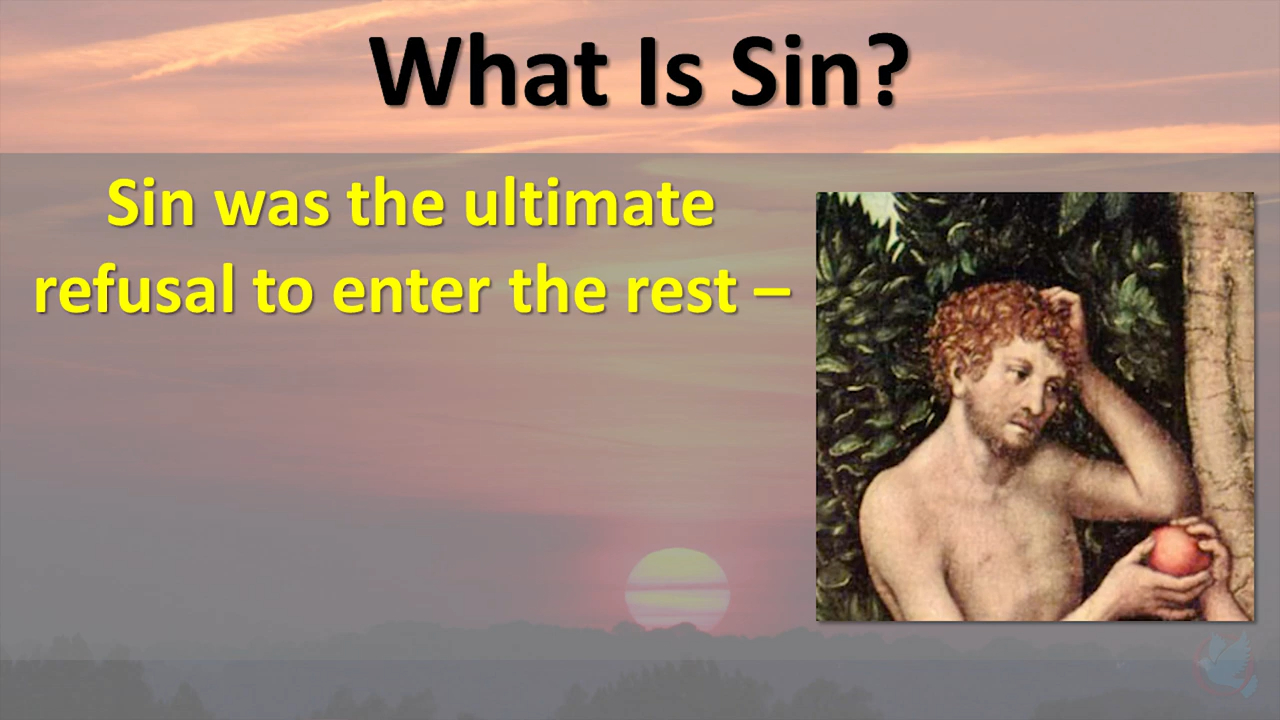 What Is Sin?
Sin was the ultimate
refusal to enter the rest –